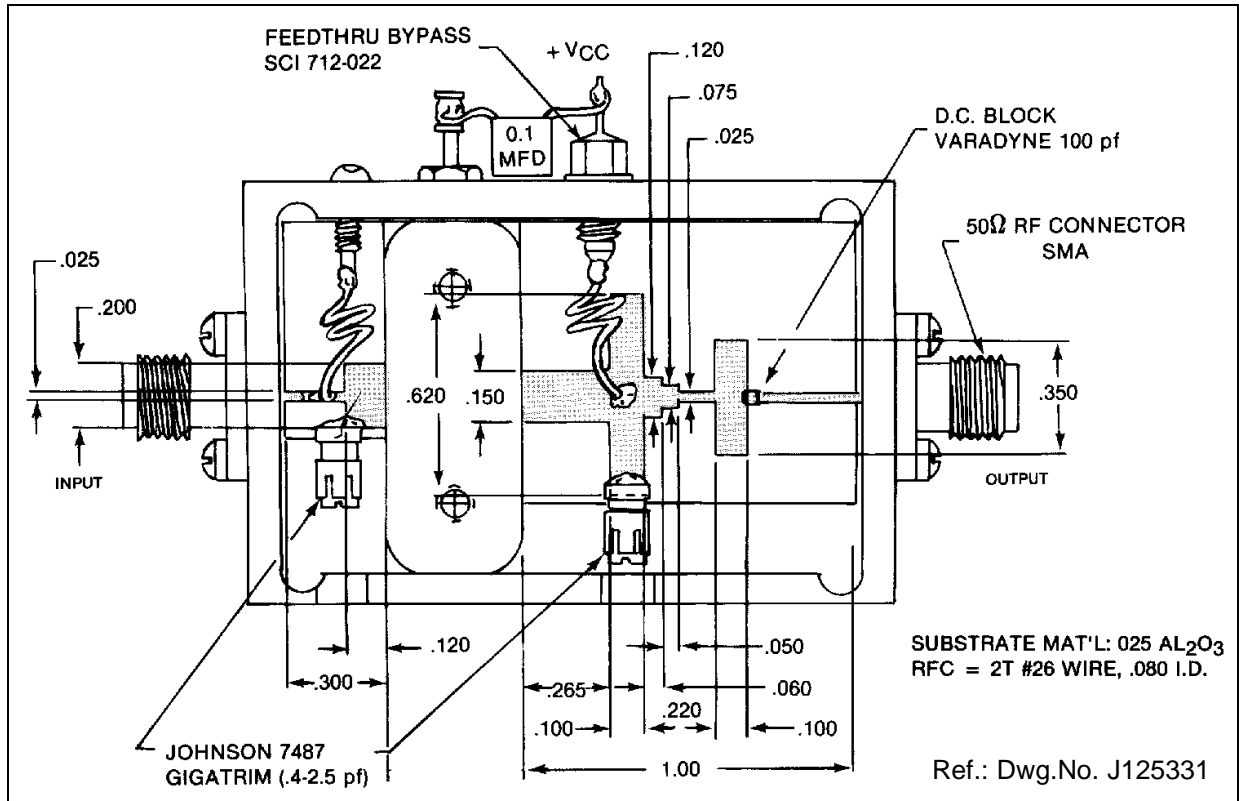 FEEDTHRU BYPASS
SCI 712-022
+ VCC
.120
.075
.025
D.C. BLOCK
VARADYNE 100 pf
0.1
MFD
50Ω RF CONNECTOR
SMA
.025
.200
.620
.150
.350
INPUT
OUTPUT
.120
.300
.050
.265
.060
.220
.100
.100
1.00
SUBSTRATE MAT'L: 025 AL2O3
RFC = 2T #26 WIRE, .080 I.D.
JOHNSON 7487
GIGATRIM (.4-2.5 pf)
Ref.: Dwg.No. J125331